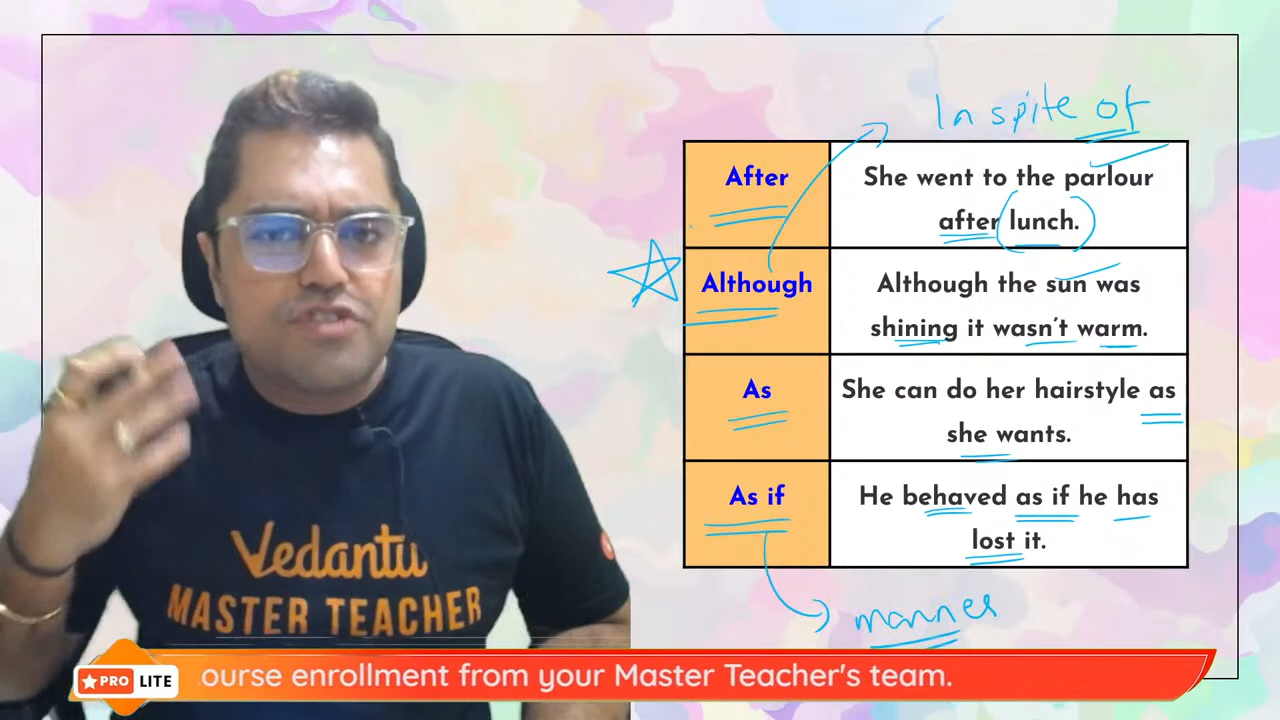 In spite of
After
She went to the parlour
after lunch.
Although
Although the sun was
shining it wasn't warm.
As
She can do her hairstyle as
she wants.
As if
He behaved as if he has
lost it.
manner
Vedantu
MASTER TEACHER
PRO LITE
ourse enrollment from your Master Teacher's team.